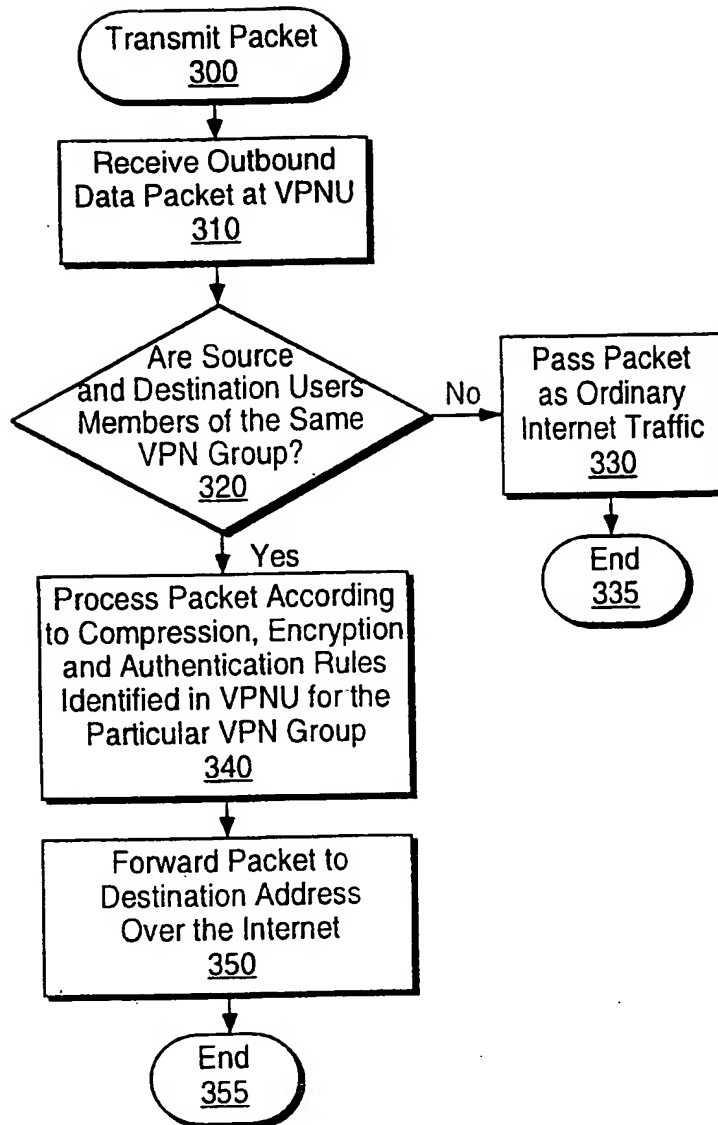 Transmit Packet
300
Receive Outbound
Data Packet at VPNU
310
Are Source
and Destination Users
Members of the Same
VPN Group?
320
No
Pass Packet
as Ordinary
Internet Traffic
330
End
335
Yes
Process Packet According
to Compression, Encryption
and Authentication Rules
Identified in VPNU for the
Particular VPN Group
340
Forward Packet to
Destination Address
Over the Internet
350
End
355